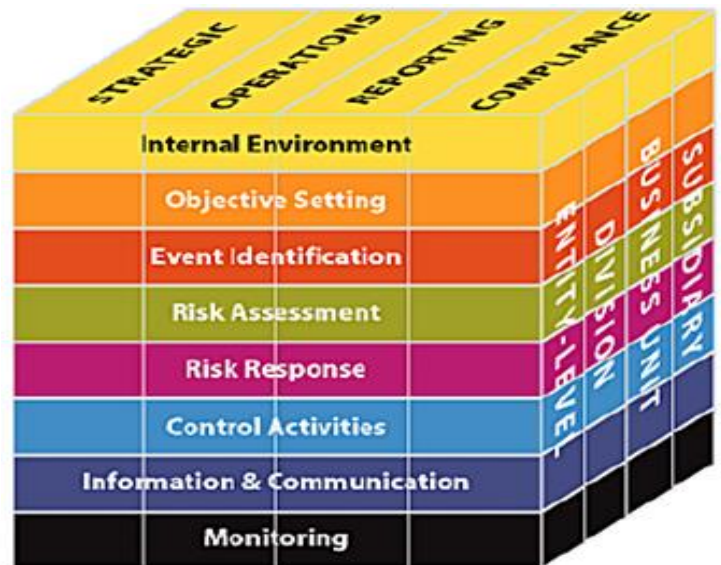 STRATEGIC
OPERATIONS
REPORTING
COMPLIANCE
Internal Environment
Objective Setting
Event Identification
Risk Assessment
Risk Response
Control Activities
Information & Communication
Monitoring
ENTITY-LEVEL
DIVISION
BUSINESS UNIT
SUBSIDIARY